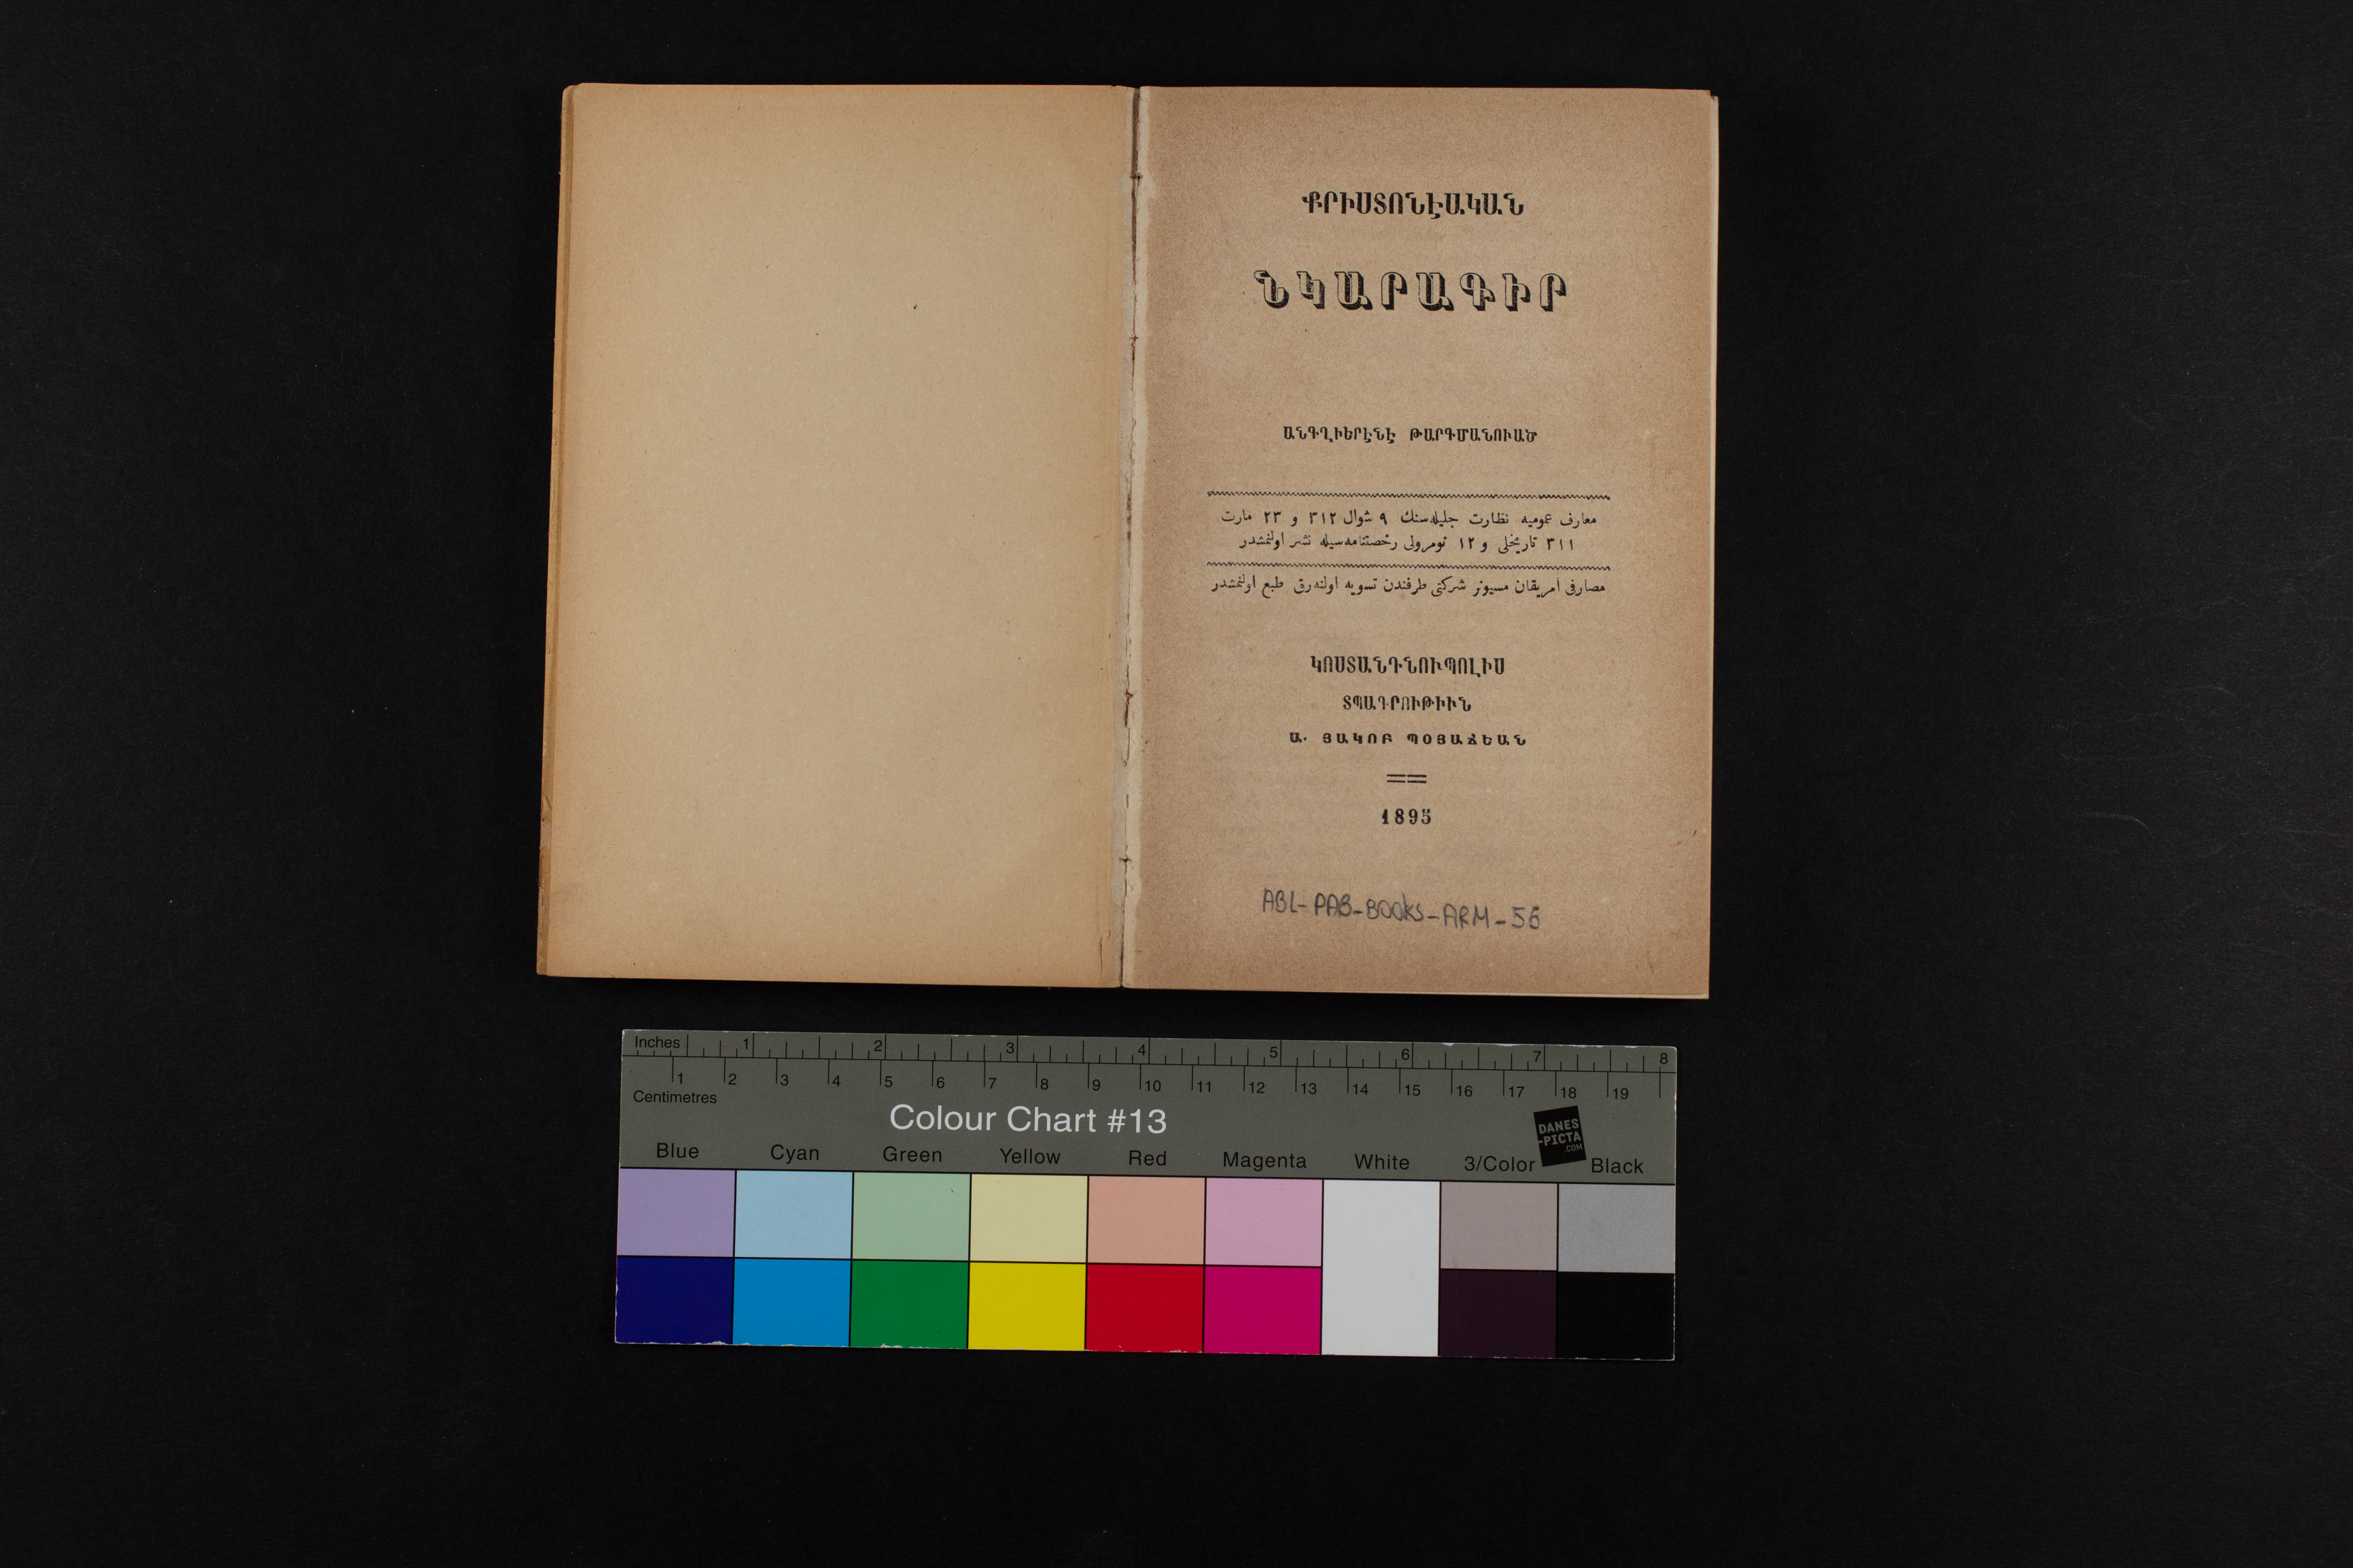 ՔՐԻՍՏՈՆԷԱԿԱՆ
ՆԿԱՐԱԳԻՐ
ԱՆԳՂԻԵՐԷՆԷ ԹԱՐԳՄԱՆՈՒԱԾ
معارف عمومیه نظارت جلیله‌سنك ٩ شوال ٣١٢ و ٢٣ مارت
٣١١ تاریخلی و ١٢ نومرولی رخصتنامه‌سیله نشر اولنمشدر
مصارفی امریقان مسیونر شركتی طرفندن تسویه اولنه‌رق طبع اولنمشدر
ԿՈՍՏԱՆԴՆՈՒՊՈԼԻՍ
ՏՊԱԳՐՈՒԹԻՒՆ
Ա. ՅԱԿՈԲ ՊՕՅԱՃԵԱՆ
1895
ABL-PAB-BOOKS-ARM-56
Inches 1 2 3 4 5 6 7 8
1 2 3 4 5 6 7 8 9 10 11 12 13 14 15 16 17 18 19
Centimetres
Colour Chart #13
DANES
-PICTA
.COM
Blue Cyan Green Yellow Red Magenta White 3/Color Black